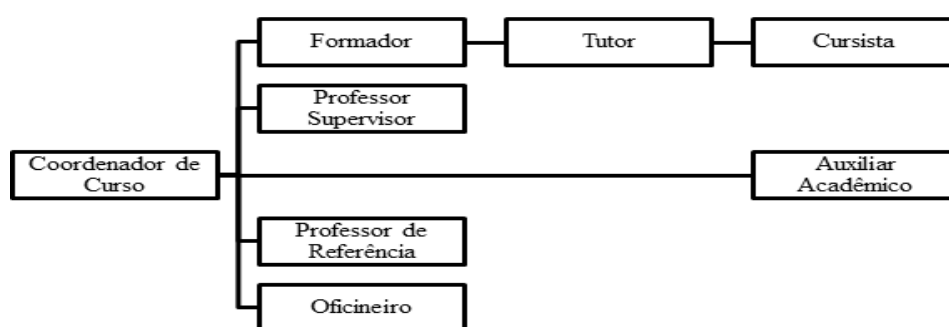 Formador
Tutor
Cursista
Professor
Supervisor
Coordenador de
Curso
Auxiliar
Acadêmico
Professor de
Referência
Oficineiro